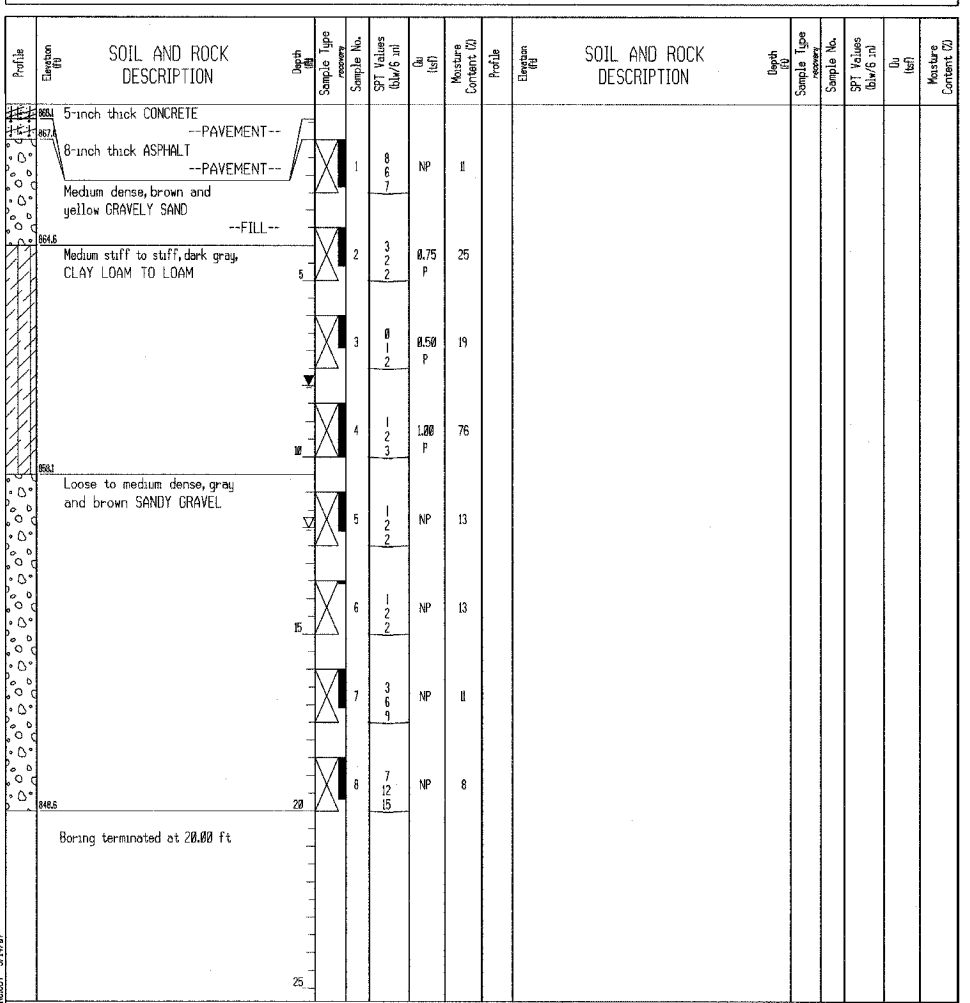 Profile
Elevation (ft)
SOIL AND ROCK
DESCRIPTION
Depth (ft)
Sample Type
recovery
Sample No.
SPT Values
(blw/6 in)
Qu
(tsf)
Moisture
Content (%)
Profile
Elevation (ft)
SOIL AND ROCK
DESCRIPTION
Depth (ft)
Sample Type
recovery
Sample No.
SPT Values
(blw/6 in)
Qu
(tsf)
Moisture
Content (%)
5-inch thick CONCRETE
--PAVEMENT--
8-inch thick ASPHALT
--PAVEMENT--
Medium dense, brown and
yellow GRAVELY SAND
--FILL--
1
8
6
7
NP
11
864.6
Medium stiff to stiff, dark gray,
CLAY LOAM TO LOAM
5
2
3
2
2
0.75
P
25
3
0
1
2
0.50
P
19
10
4
1
2
3
1.00
P
76
858.1
Loose to medium dense, gray
and brown SANDY GRAVEL
5
1
2
2
NP
13
15
6
1
2
2
NP
13
7
3
6
9
NP
11
8
7
12
15
NP
8
848.6
20
Boring terminated at 20.00 ft
25